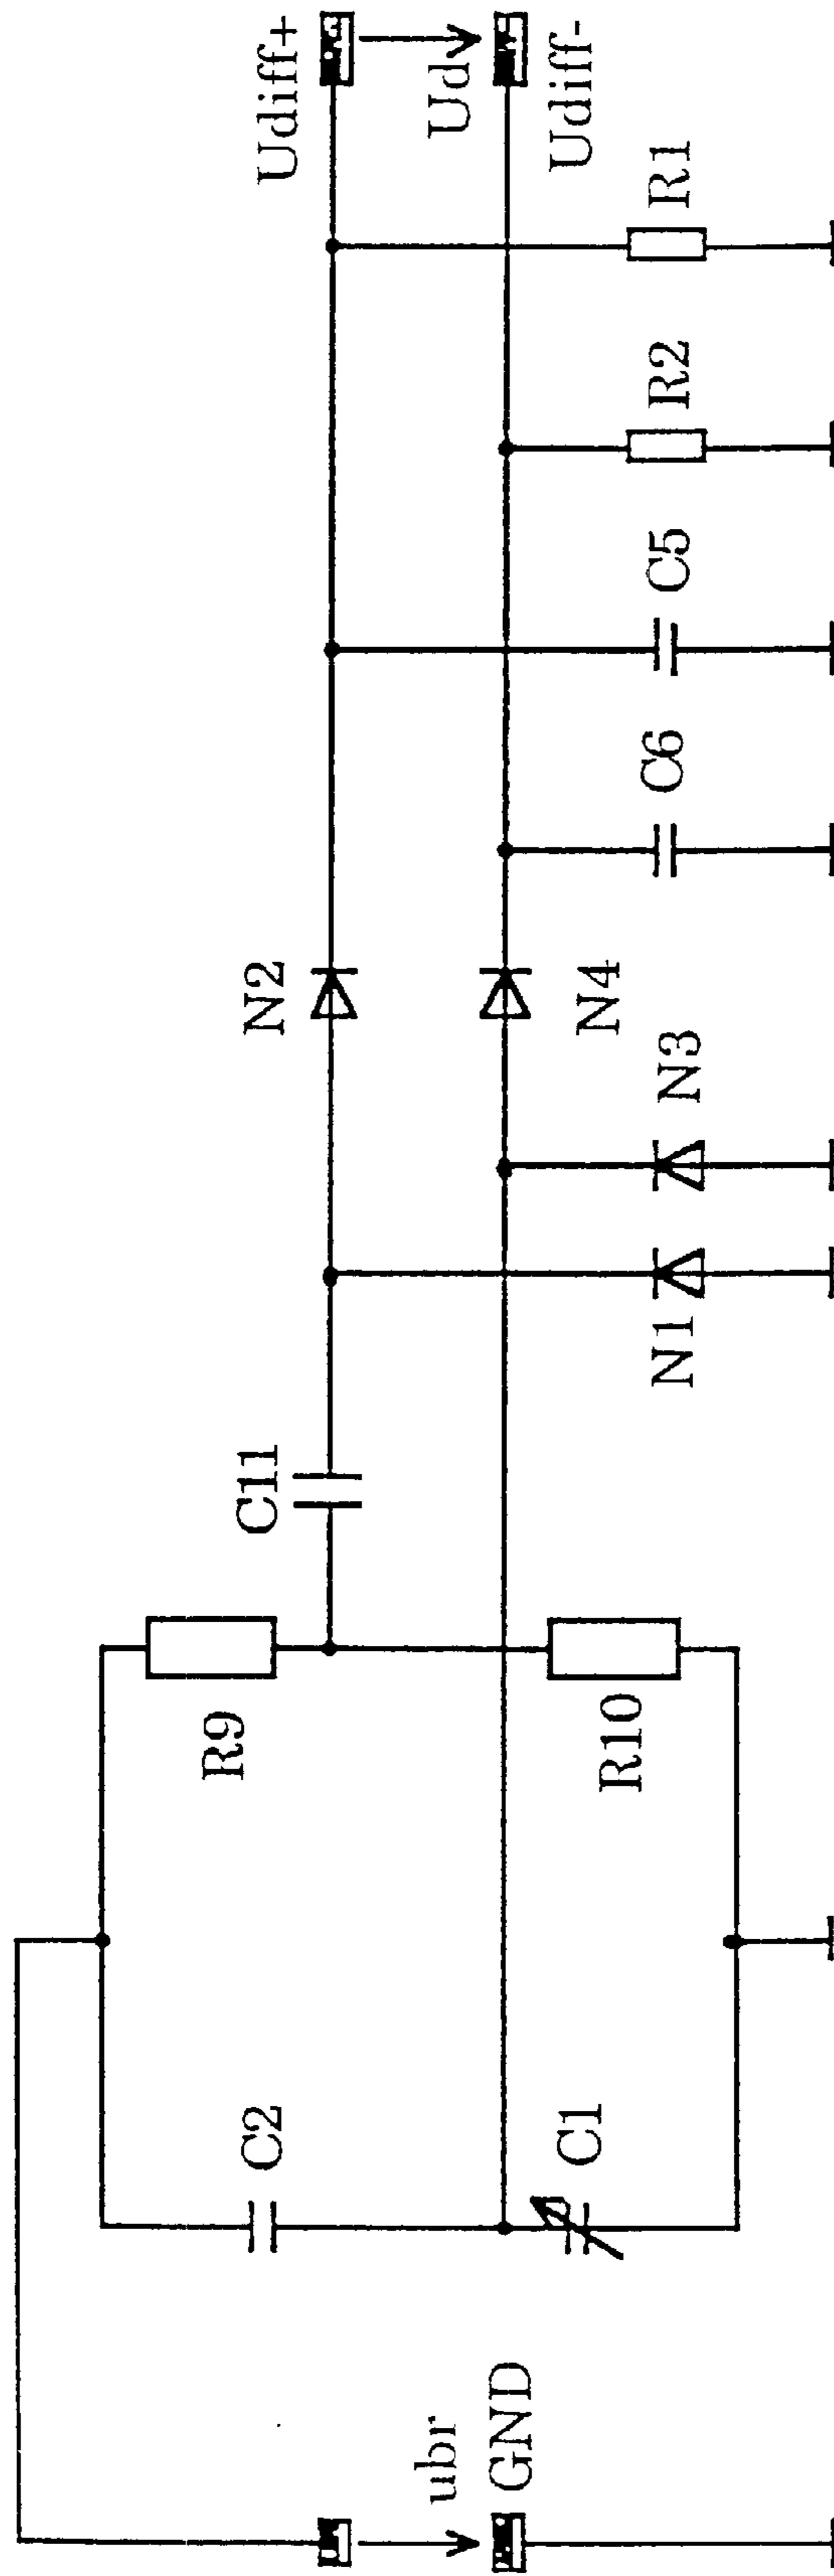 Udiff+
Ud
Udiff-
R1
R2
C5
C6
N2
N4
N3
N1
C11
R9
R10
C2
C1
ubr
GND